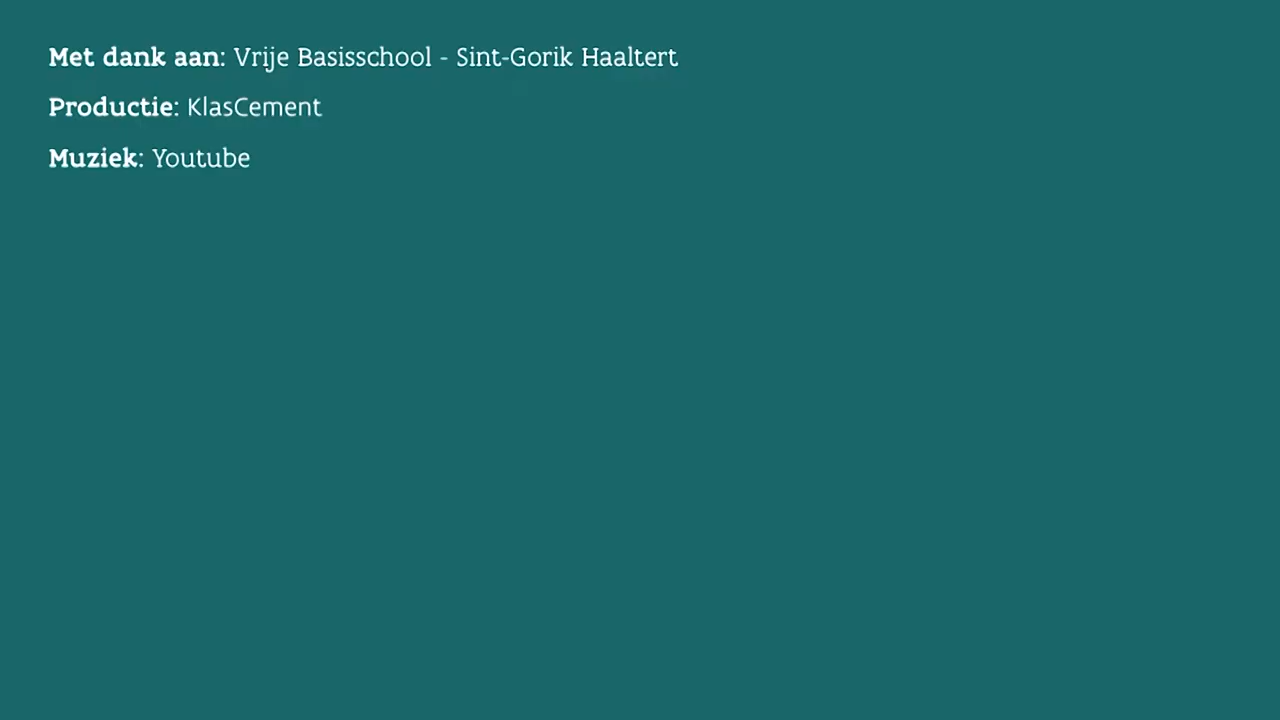 Met dank aan: Vrije Basisschool - Sint-Gorik Haaltert
Productie: KlasCement
Muziek: Youtube